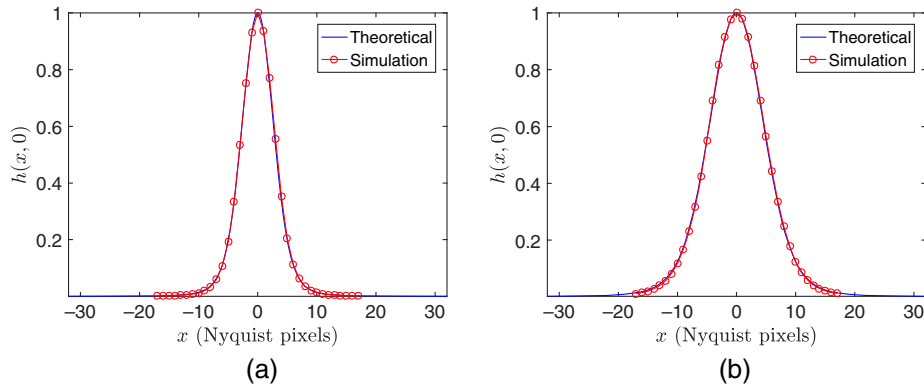 1
0.8
0.6
0.4
0.2
h(x, 0)
−30 −20 −10 0 10 20 30
x (Nyquist pixels)
Theoretical
Simulation
(a)
1
0.8
0.6
0.4
0.2
h(x, 0)
−30 −20 −10 0 10 20 30
x (Nyquist pixels)
Theoretical
Simulation
(b)